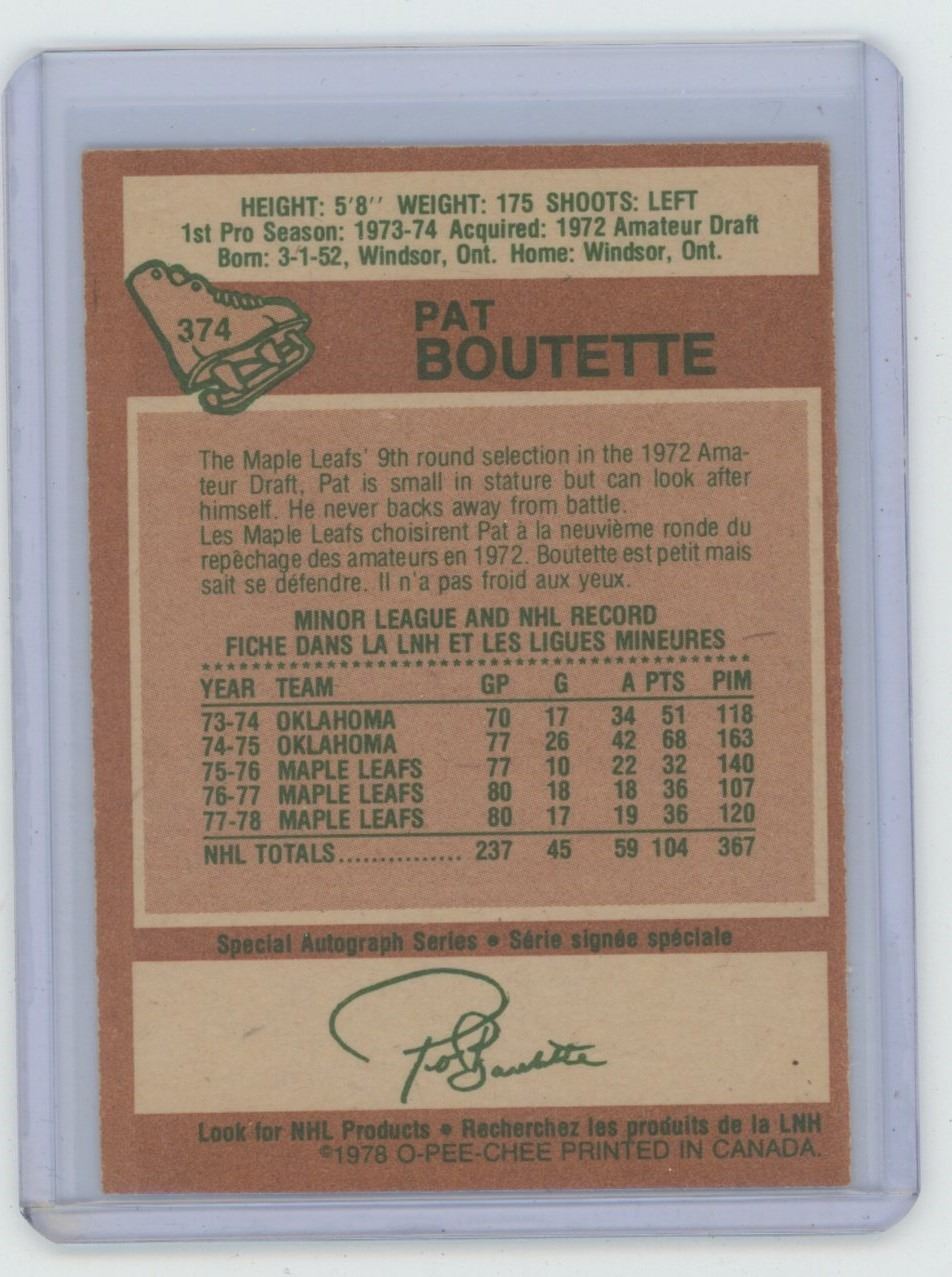 HEIGHT: 5'8'' WEIGHT: 175 SHOOTS: LEFT
1st Pro Season: 1973-74 Acquired: 1972 Amateur Draft
Born: 3-1-52, Windsor, Ont. Home: Windsor, Ont.
374
PAT
BOUTETTE
The Maple Leafs' 9th round selection in the 1972 Ama-
teur Draft, Pat is small in stature but can look after
himself. He never backs away from battle.
Les Maple Leafs choisirent Pat à la neuvième ronde du
repêchage des amateurs en 1972. Boutette est petit mais
sait se défendre. Il n'a pas froid aux yeux.
MINOR LEAGUE AND NHL RECORD
FICHE DANS LA LNH ET LES LIGUES MINEURES
YEAR TEAM GP G A PTS PIM
73-74 OKLAHOMA 70 17 34 51 118
74-75 OKLAHOMA 77 26 42 68 163
75-76 MAPLE LEAFS 77 10 22 32 140
76-77 MAPLE LEAFS 80 18 18 36 107
77-78 MAPLE LEAFS 80 17 19 36 120
NHL TOTALS............... 237 45 59 104 367
Special Autograph Series • Série signée spéciale
Pat Boutette
Look for NHL Products • Recherchez les produits de la LNH
©1978 O-PEE-CHEE PRINTED IN CANADA.